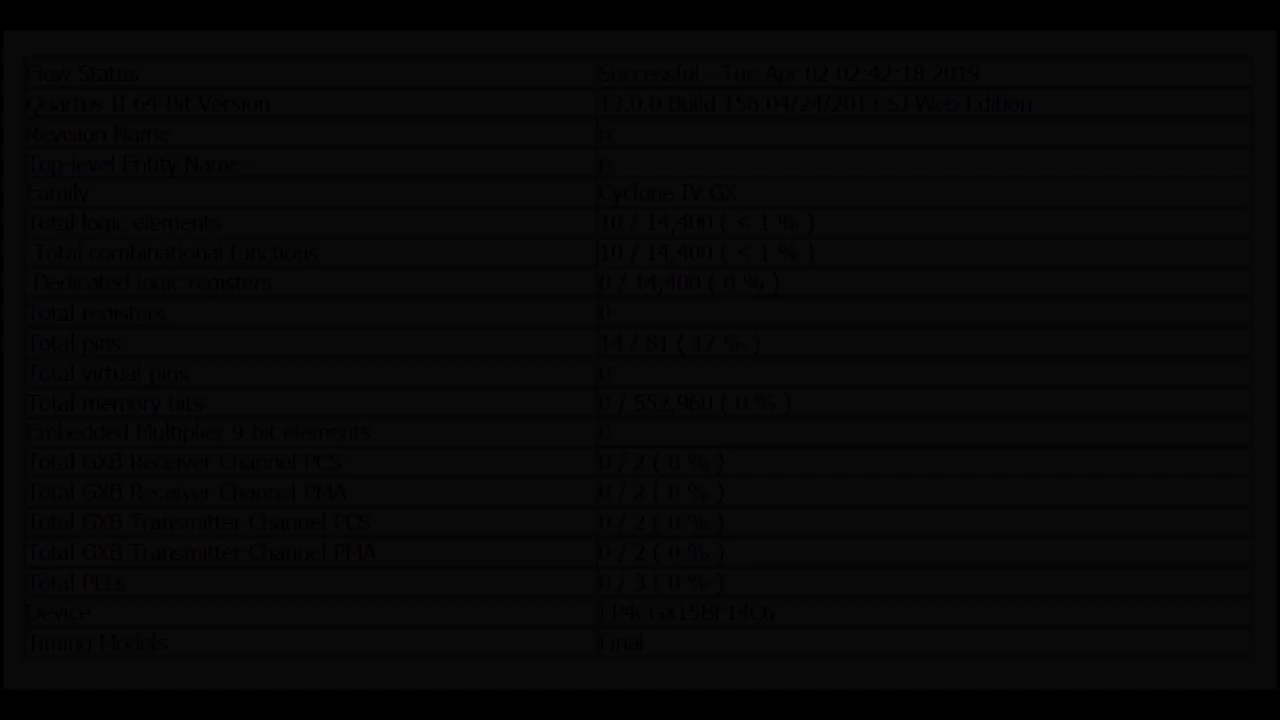 Flow Status Successful - Tue Apr 02 02:42:18 2019
Quartus II 64-Bit Version 13.0.0 Build 156 04/24/2013 SJ Web Edition
Revision Name
Top-level Entity Name
Family Cyclone IV GX
Total logic elements 10 / 14,400 ( < 1 % )
Total combinational functions 10 / 14,400 ( < 1 % )
Dedicated logic registers 0 / 14,400 ( 0 % )
Total registers 0
Total pins 14 / 81 ( 17 % )
Total virtual pins 0
Total memory bits 0 / 552,960 ( 0 % )
Embedded Multiplier 9-bit elements 0
Total GXB Receiver Channel PCS 0 / 2 ( 0 % )
Total GXB Receiver Channel PMA 0 / 2 ( 0 % )
Total GXB Transmitter Channel PCS 0 / 2 ( 0 % )
Total GXB Transmitter Channel PMA 0 / 2 ( 0 % )
Total PLLs 0 / 3 ( 0 % )
Device EP4CGX15BF14C6
Timing Models Final